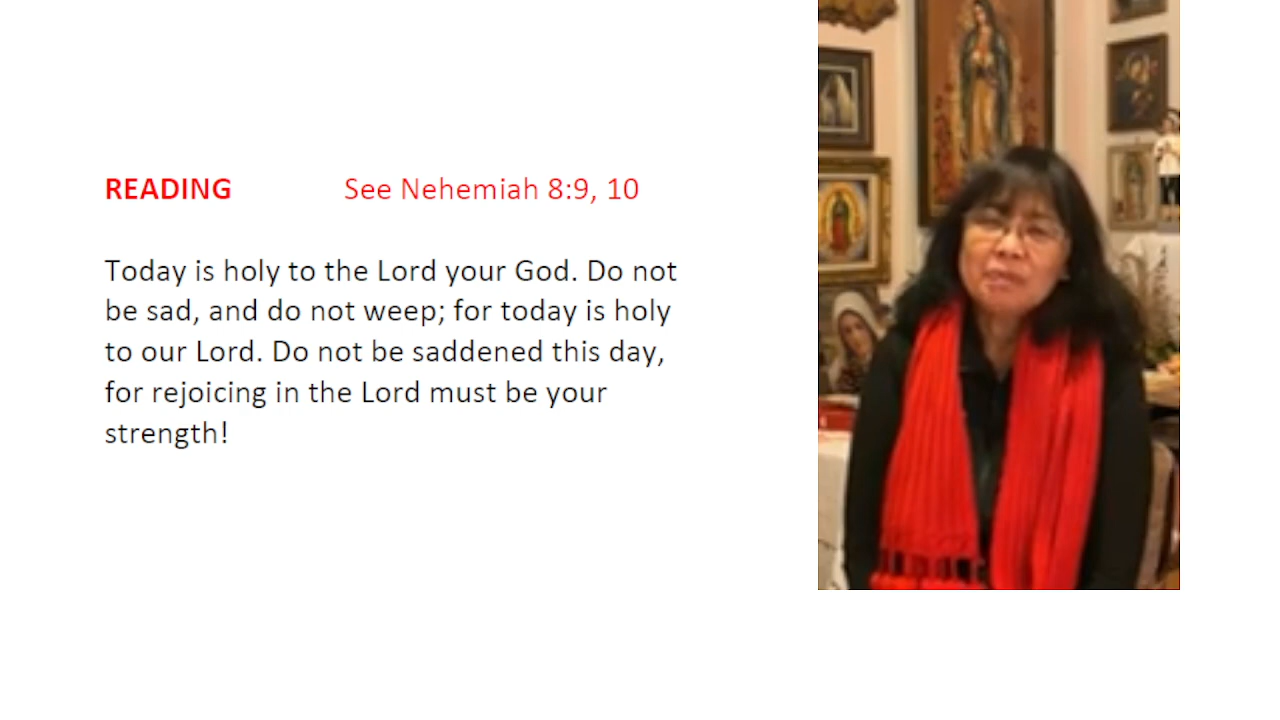 READING See Nehemiah 8:9, 10
Today is holy to the Lord your God. Do not
be sad, and do not weep; for today is holy
to our Lord. Do not be saddened this day,
for rejoicing in the Lord must be your
strength!